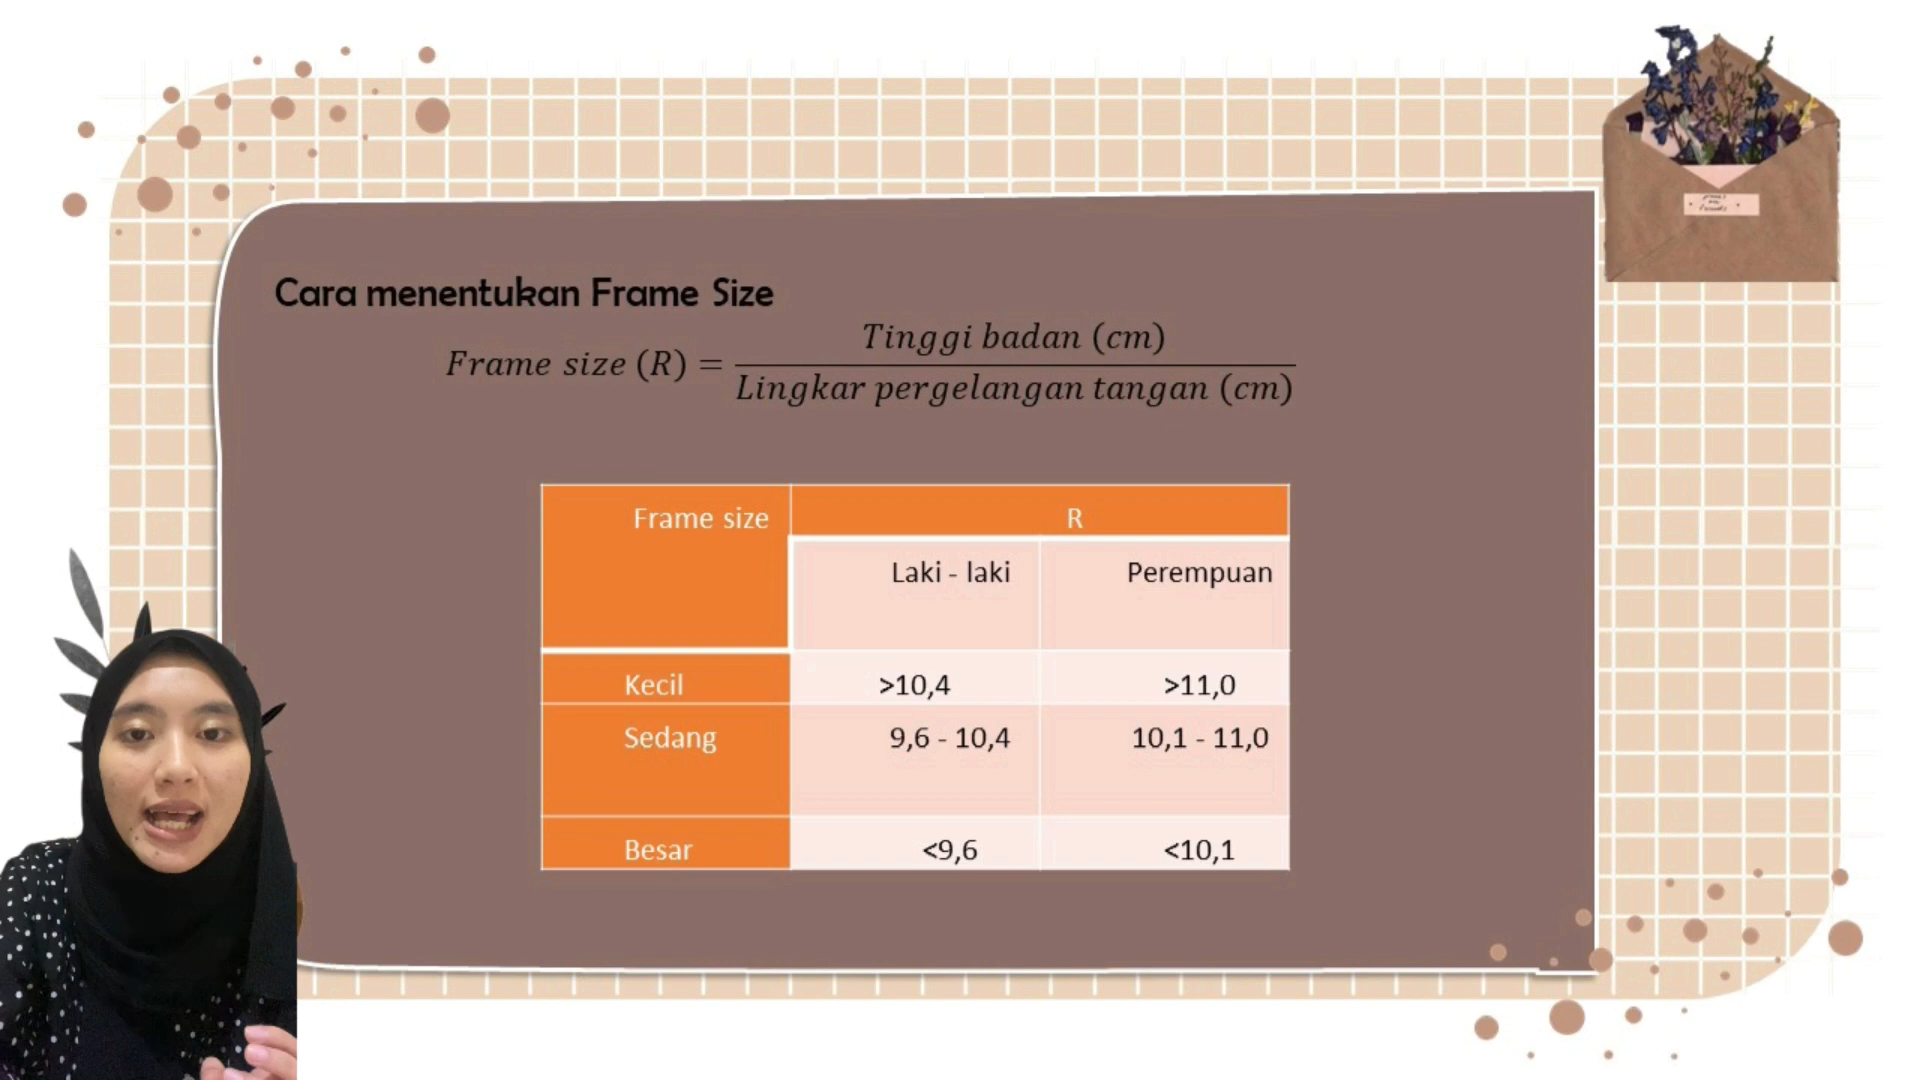 Cara menentukan Frame Size
Frame size (R) = Tinggi badan (cm)
Lingkar pergelangan tangan (cm)
Frame size R
Laki - laki Perempuan
Kecil >10,4 >11,0
Sedang 9,6 - 10,4 10,1 - 11,0
Besar <9,6 <10,1